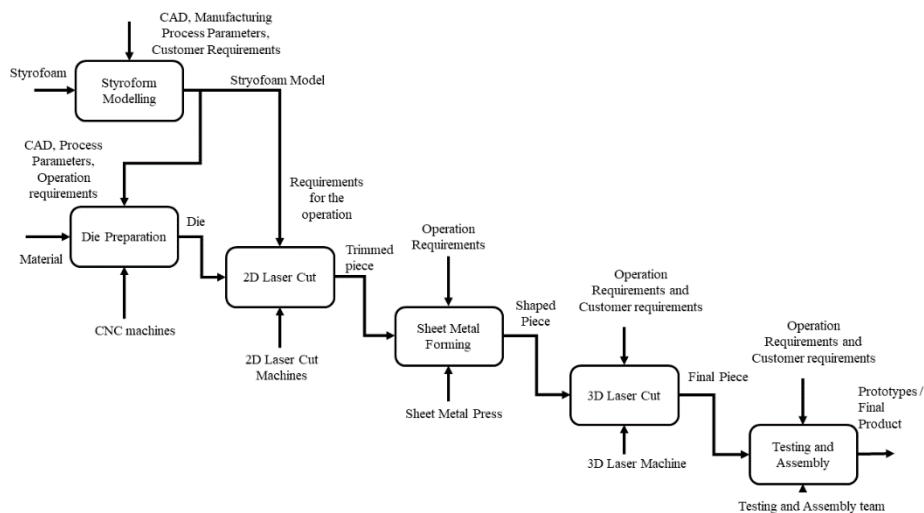 CAD, Manufacturing
Process Parameters,
Customer Requirements
Styrofoam
Styroform
Modelling
Stryofoam Model
CAD, Process
Parameters,
Operation
requirements
Requirements
for the
operation
Die Preparation
Die
Material
CNC machines
2D Laser Cut
Trimmed
piece
2D Laser Cut
Machines
Operation
Requirements
Sheet Metal
Forming
Shaped
Piece
Sheet Metal Press
Operation
Requirements and
Customer requirements
3D Laser Cut
Final Piece
3D Laser Machine
Operation
Requirements and
Customer requirements
Testing and
Assembly
Prototypes /
Final
Product
Testing and Assembly team